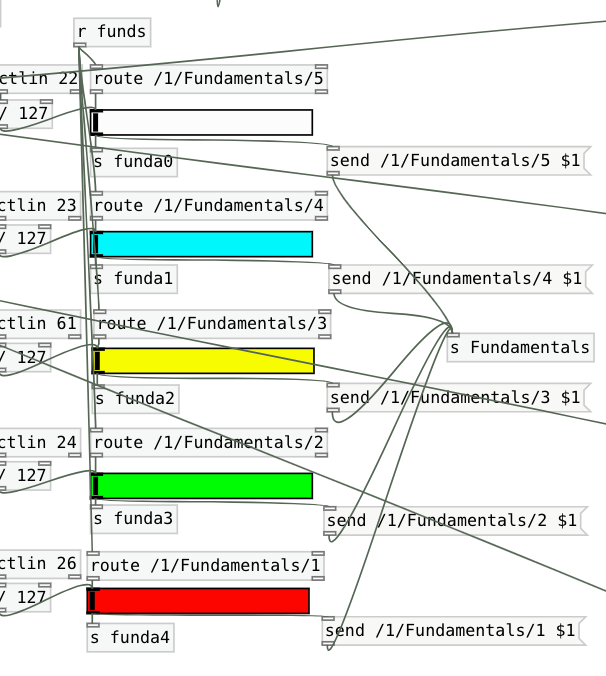 r funds
ctlin 22
route /1/Fundamentals/5
/ 127
s funda0
send /1/Fundamentals/5 $1
ctlin 23
route /1/Fundamentals/4
/ 127
s funda1
send /1/Fundamentals/4 $1
ctlin 61
route /1/Fundamentals/3
s Fundamentals
/ 127
s funda2
send /1/Fundamentals/3 $1
ctlin 24
route /1/Fundamentals/2
/ 127
s funda3
send /1/Fundamentals/2 $1
ctlin 26
route /1/Fundamentals/1
/ 127
s funda4
send /1/Fundamentals/1 $1